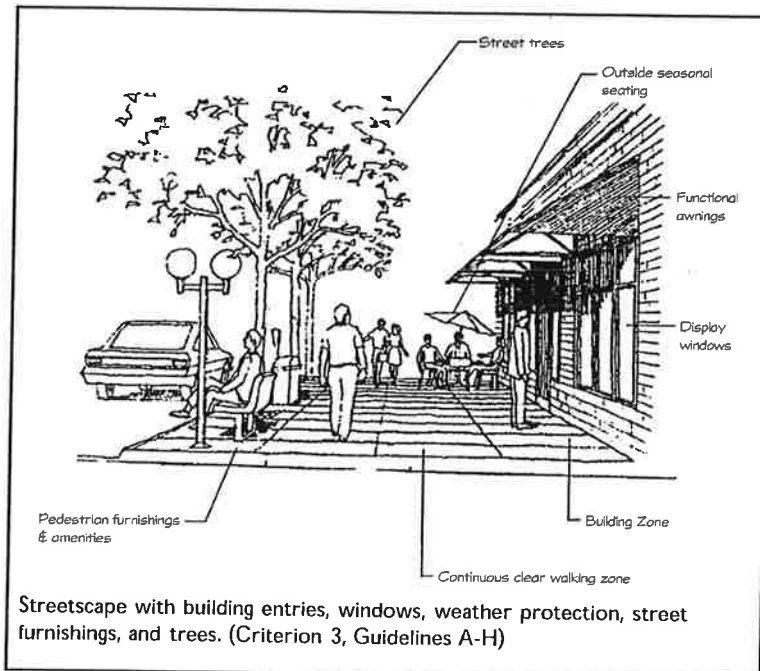 Street trees
Outside seasonal
seating
Functional
awnings
Display
windows
Pedestrian furnishings
& amenities
Building Zone
Continuous clear walking zone
Streetscape with building entries, windows, weather protection, street
furnishings, and trees. (Criterion 3, Guidelines A-H)